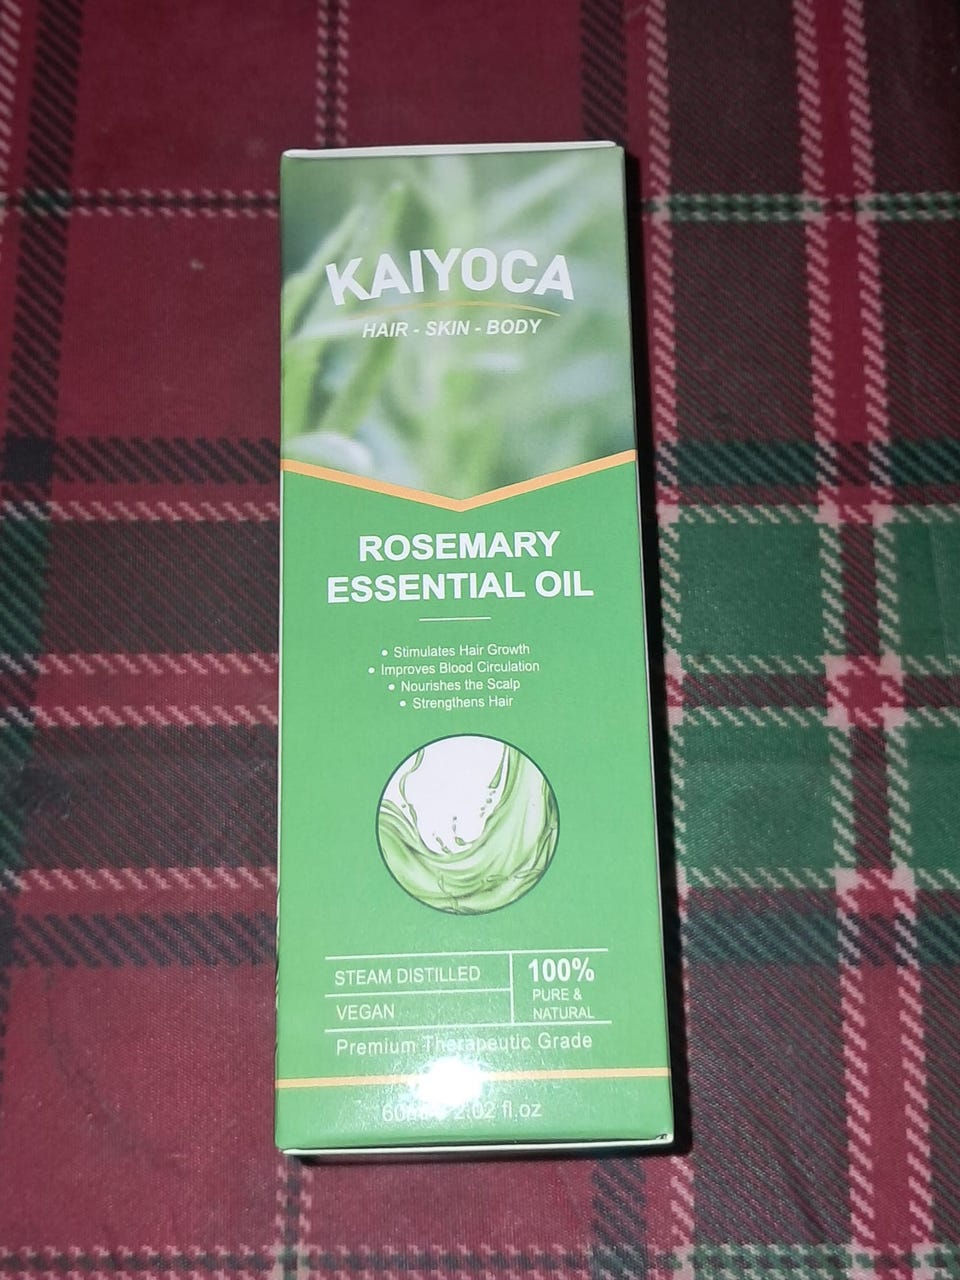 KAIYOCA
HAIR - SKIN - BODY
ROSEMARY
ESSENTIAL OIL
• Stimulates Hair Growth
• Improves Blood Circulation
• Nourishes the Scalp
• Strengthens Hair
STEAM DISTILLED
VEGAN
100%
PURE &
NATURAL
Premium Therapeutic Grade
2.02 fl.oz